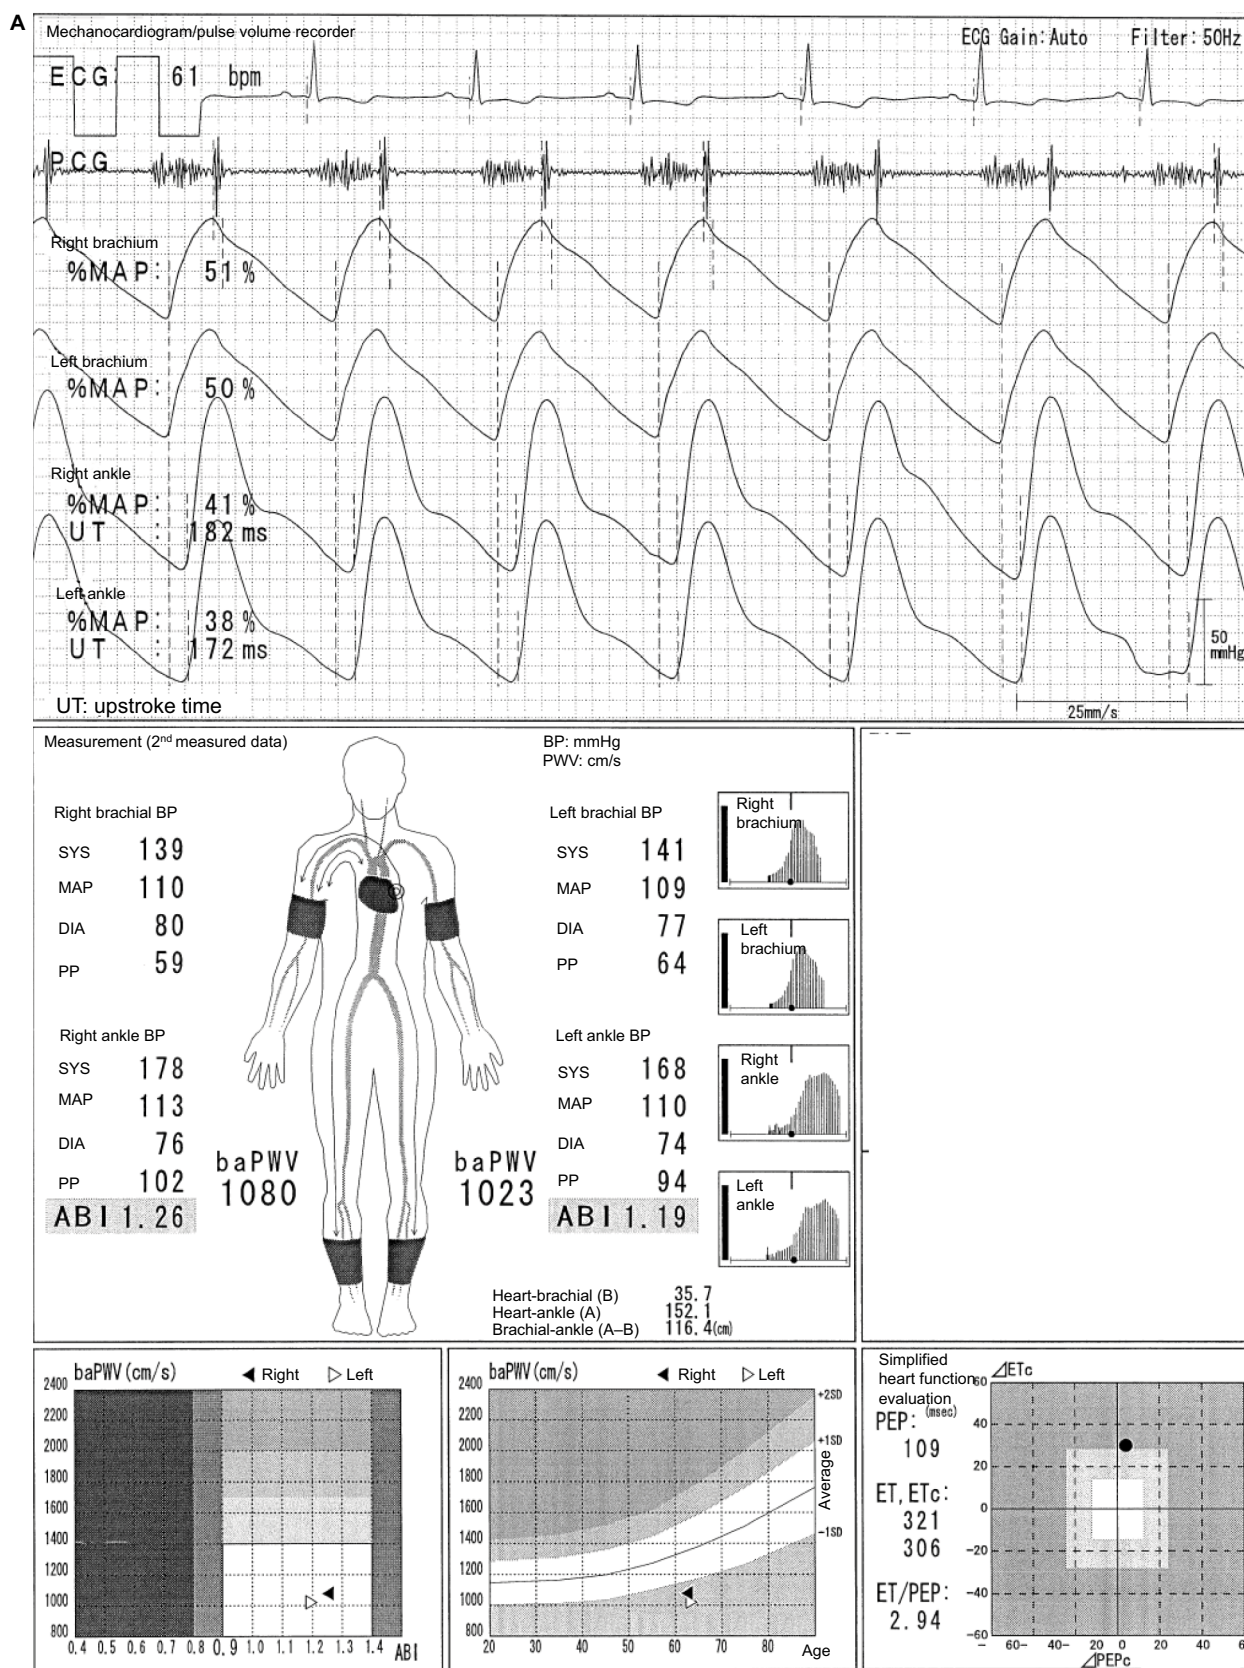 A
Mechanocardiogram/pulse volume recorder
ECG Gain:Auto Filter:50Hz
ECG: 61 bpm
PCG
Right brachium
%MAP: 51 %
Left brachium
%MAP: 50 %
Right ankle
%MAP: 41 %
UT : 182 ms
Left ankle
%MAP: 38 %
UT : 172 ms
50
mmHg
UT: upstroke time
25mm/s
Measurement (2nd measured data)
BP: mmHg
PWV: cm/s
Right brachial BP
SYS 139
MAP 110
DIA 80
PP 59
Left brachial BP
SYS 141
MAP 109
DIA 77
PP 64
Right brachium
Left brachium
Right ankle
Left ankle
Right ankle BP
SYS 178
MAP 113
DIA 76
PP 102
ABI 1.26
baPWV
1080
baPWV
1023
Left ankle BP
SYS 168
MAP 110
DIA 74
PP 94
ABI 1.19
Heart-brachial (B) 35.7
Heart-ankle (A) 152.1
Brachial-ankle (A–B) 116.4(cm)
baPWV(cm/s) ◀ Right ▷ Left
2400
2200
2000
1800
1600
1400
1200
1000
800
0.4 0.5 0.6 0.7 0.8 0.9 1.0 1.1 1.2 1.3 1.4 ABI
baPWV(cm/s) ◀ Right ▷ Left
2400
2200
2000
1800
1600
1400
1200
1000
800
+2SD
+1SD
Average
-1SD
20 30 40 50 60 70 80 Age
Simplified
heart function
evaluation
PEP: (msec)
109
ET, ETc:
321
306
ET/PEP:
2.94
⊿ETc
60
40
20
0
-20
-40
-60
- 60- 40- 20 0 20 40 60
⊿PEPc